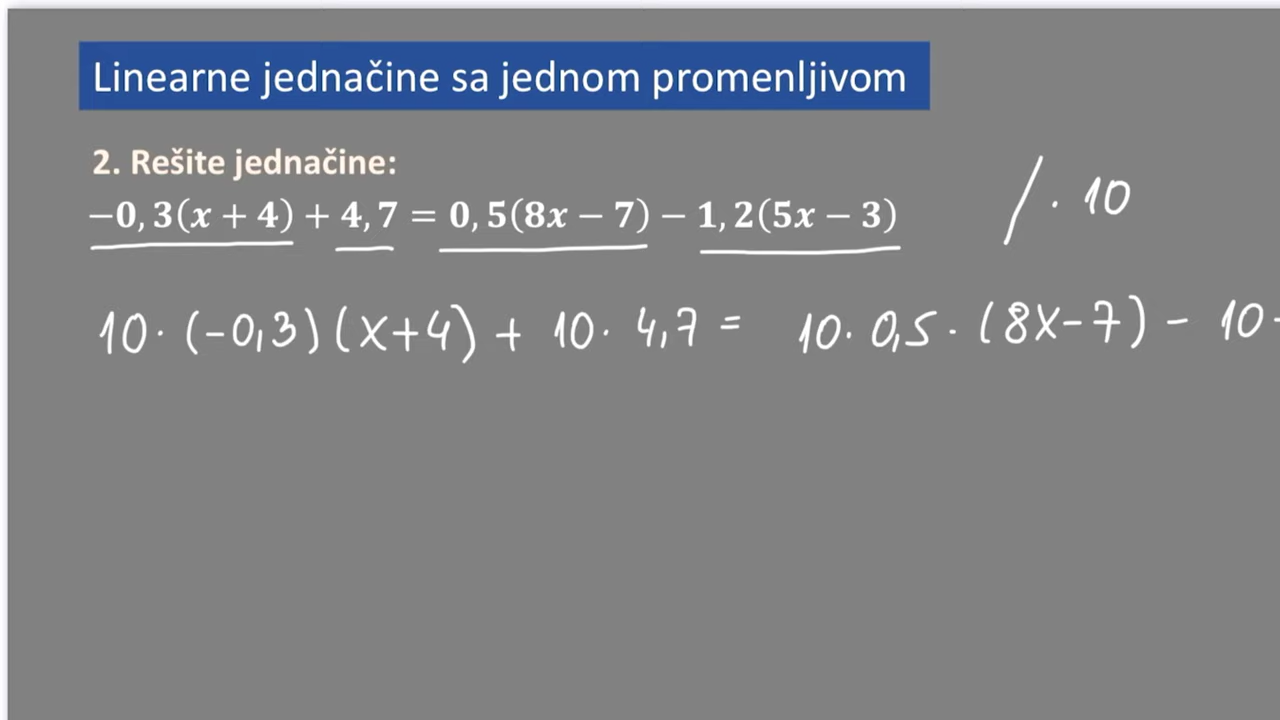 Linearne jednačine sa jednom promenljivom
2. Rešite jednačine:
−0,3(x + 4) + 4,7 = 0,5(8x − 7) − 1,2(5x − 3) / · 10
10 · (−0,3)(x+4) + 10 · 4,7 = 10 · 0,5 · (8x−7) − 10 ·